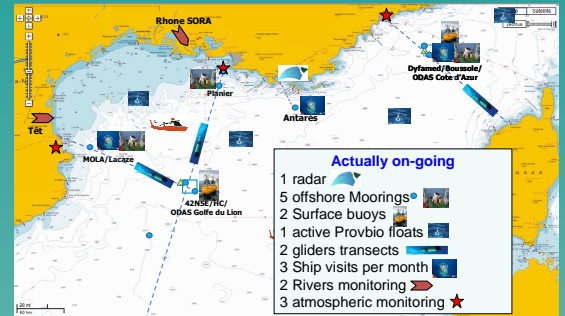 Satellite
Rhone SORA
Planier
Dyfamed/Boussole/
ODAS Cote d'Azur
Antares
Têt
MOLA/Lacaze
42NSE/HC/
ODAS Golfe du Lion
Actually on-going
1 radar
5 offshore Moorings
2 Surface buoys
1 active Provbio floats
2 gliders transects
3 Ship visits per month
2 Rivers monitoring
3 atmospheric monitoring